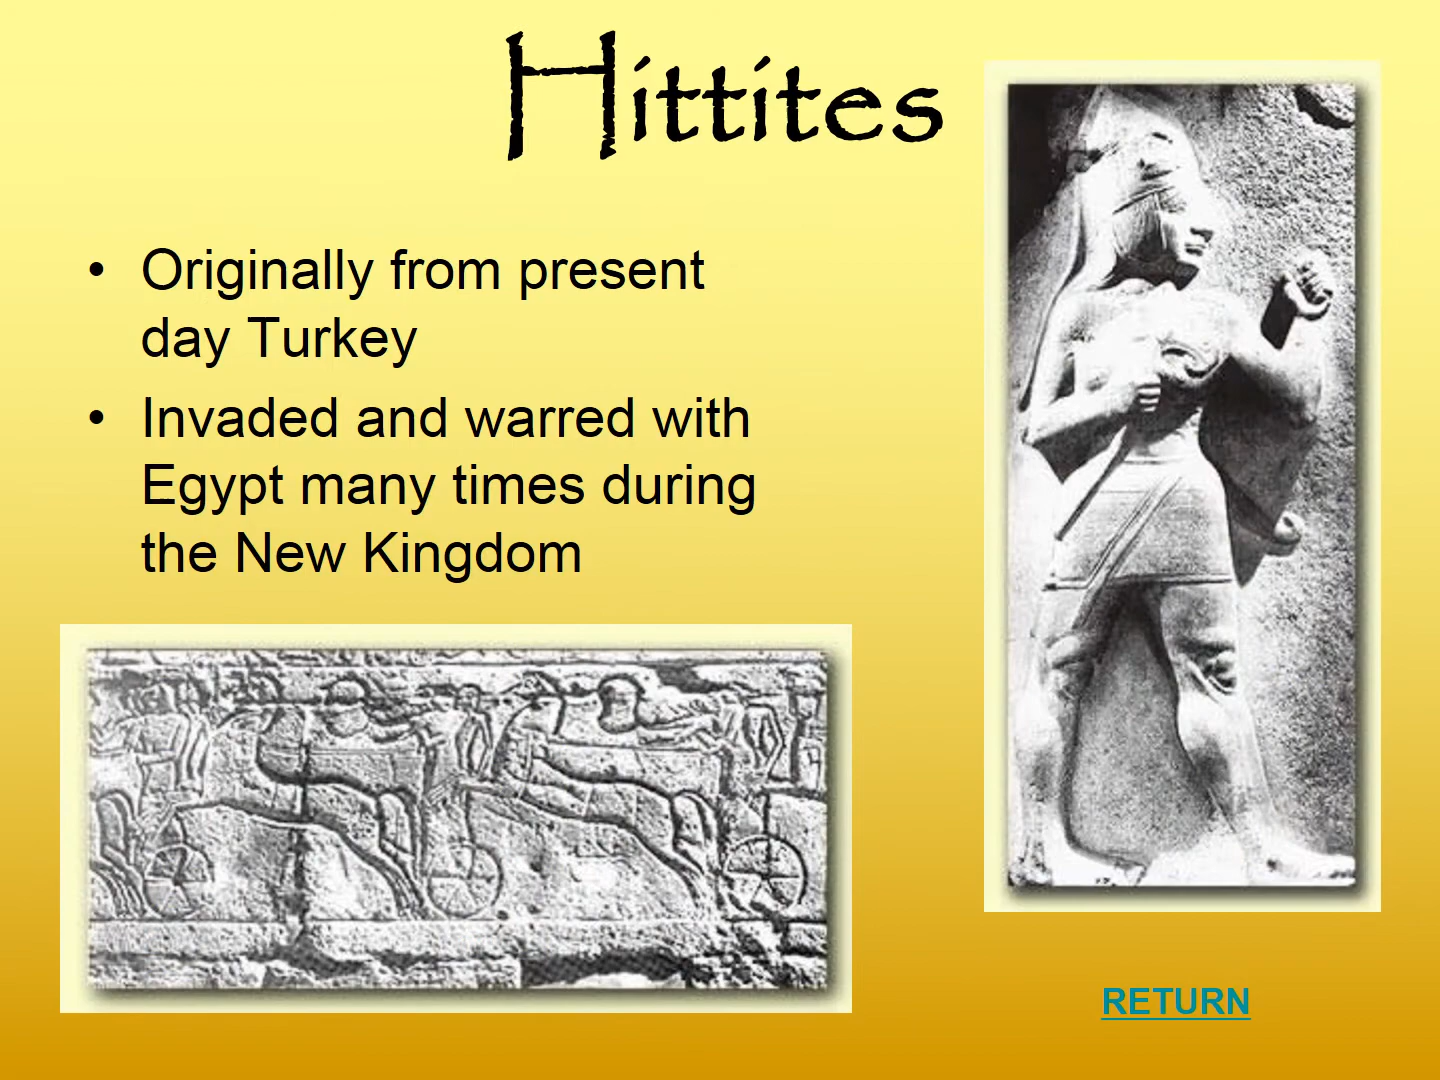 Hittites
• Originally from present
day Turkey
• Invaded and warred with
Egypt many times during
the New Kingdom
RETURN